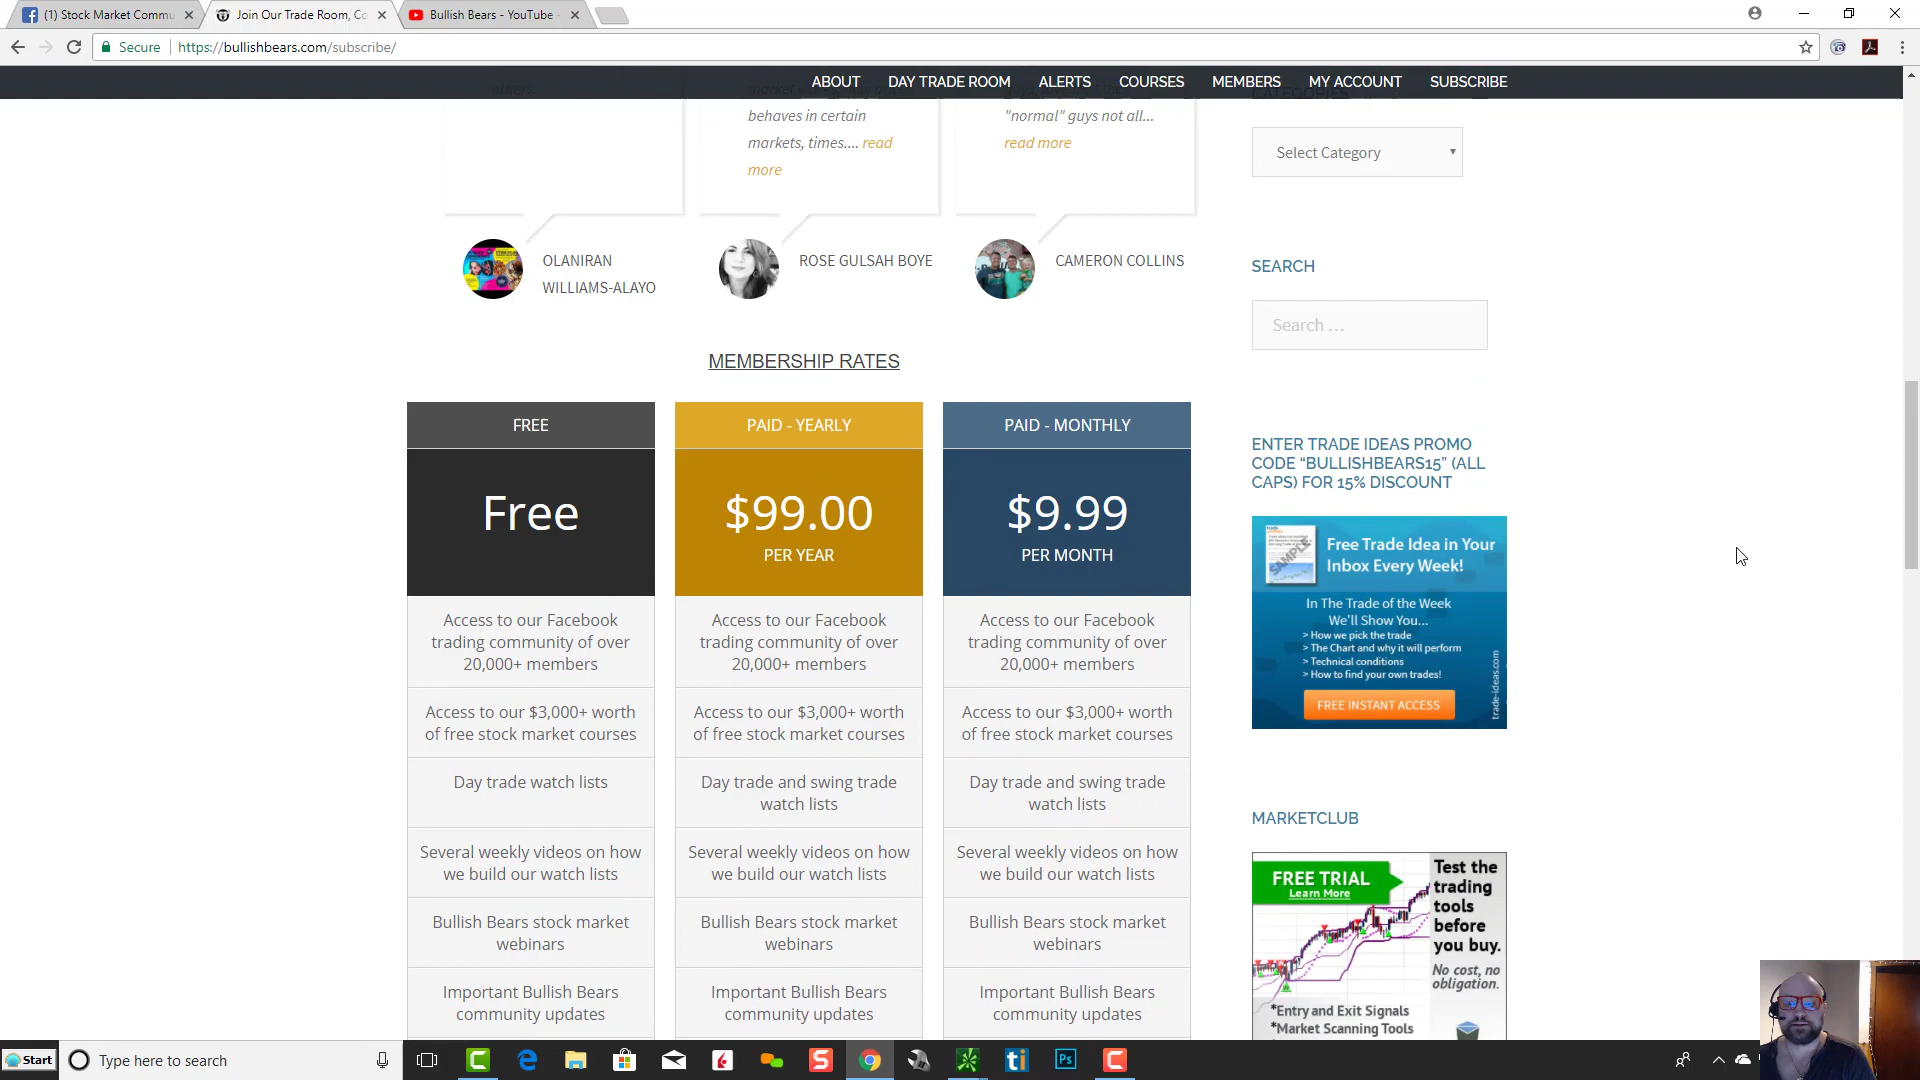 (1) Stock Market Commu
Join Our Trade Room, Co
Bullish Bears - YouTube
Secure
https://bullishbears.com/subscribe/
ABOUT DAY TRADE ROOM ALERTS COURSES MEMBERS MY ACCOUNT SUBSCRIBE
behaves in certain
markets, times.... read
more
"normal" guys not all...
read more
OLANIRAN
WILLIAMS-ALAYO
ROSE GULSAH BOYE
CAMERON COLLINS
MEMBERSHIP RATES
FREE
Free
Access to our Facebook
trading community of over
20,000+ members
Access to our $3,000+ worth
of free stock market courses
Day trade watch lists
Several weekly videos on how
we build our watch lists
Bullish Bears stock market
webinars
Important Bullish Bears
community updates
PAID - YEARLY
$99.00
PER YEAR
Access to our Facebook
trading community of over
20,000+ members
Access to our $3,000+ worth
of free stock market courses
Day trade and swing trade
watch lists
Several weekly videos on how
we build our watch lists
Bullish Bears stock market
webinars
Important Bullish Bears
community updates
PAID - MONTHLY
$9.99
PER MONTH
Access to our Facebook
trading community of over
20,000+ members
Access to our $3,000+ worth
of free stock market courses
Day trade and swing trade
watch lists
Several weekly videos on how
we build our watch lists
Bullish Bears stock market
webinars
Important Bullish Bears
community updates
CATEGORIES
Select Category
SEARCH
Search ...
ENTER TRADE IDEAS PROMO
CODE “BULLISHBEARS15” (ALL
CAPS) FOR 15% DISCOUNT
SAMPLE
Free Trade Idea in Your
Inbox Every Week!
In The Trade of the Week
We'll Show You...
> How we pick the trade
> The Chart and why it will perform
> Technical conditions
> How to find your own trades!
FREE INSTANT ACCESS
trade-ideas.com
MARKETCLUB
FREE TRIAL
Learn More
Test the
trading
tools
before
you buy.
No cost, no
obligation.
*Entry and Exit Signals
*Market Scanning Tools
Start
Type here to search